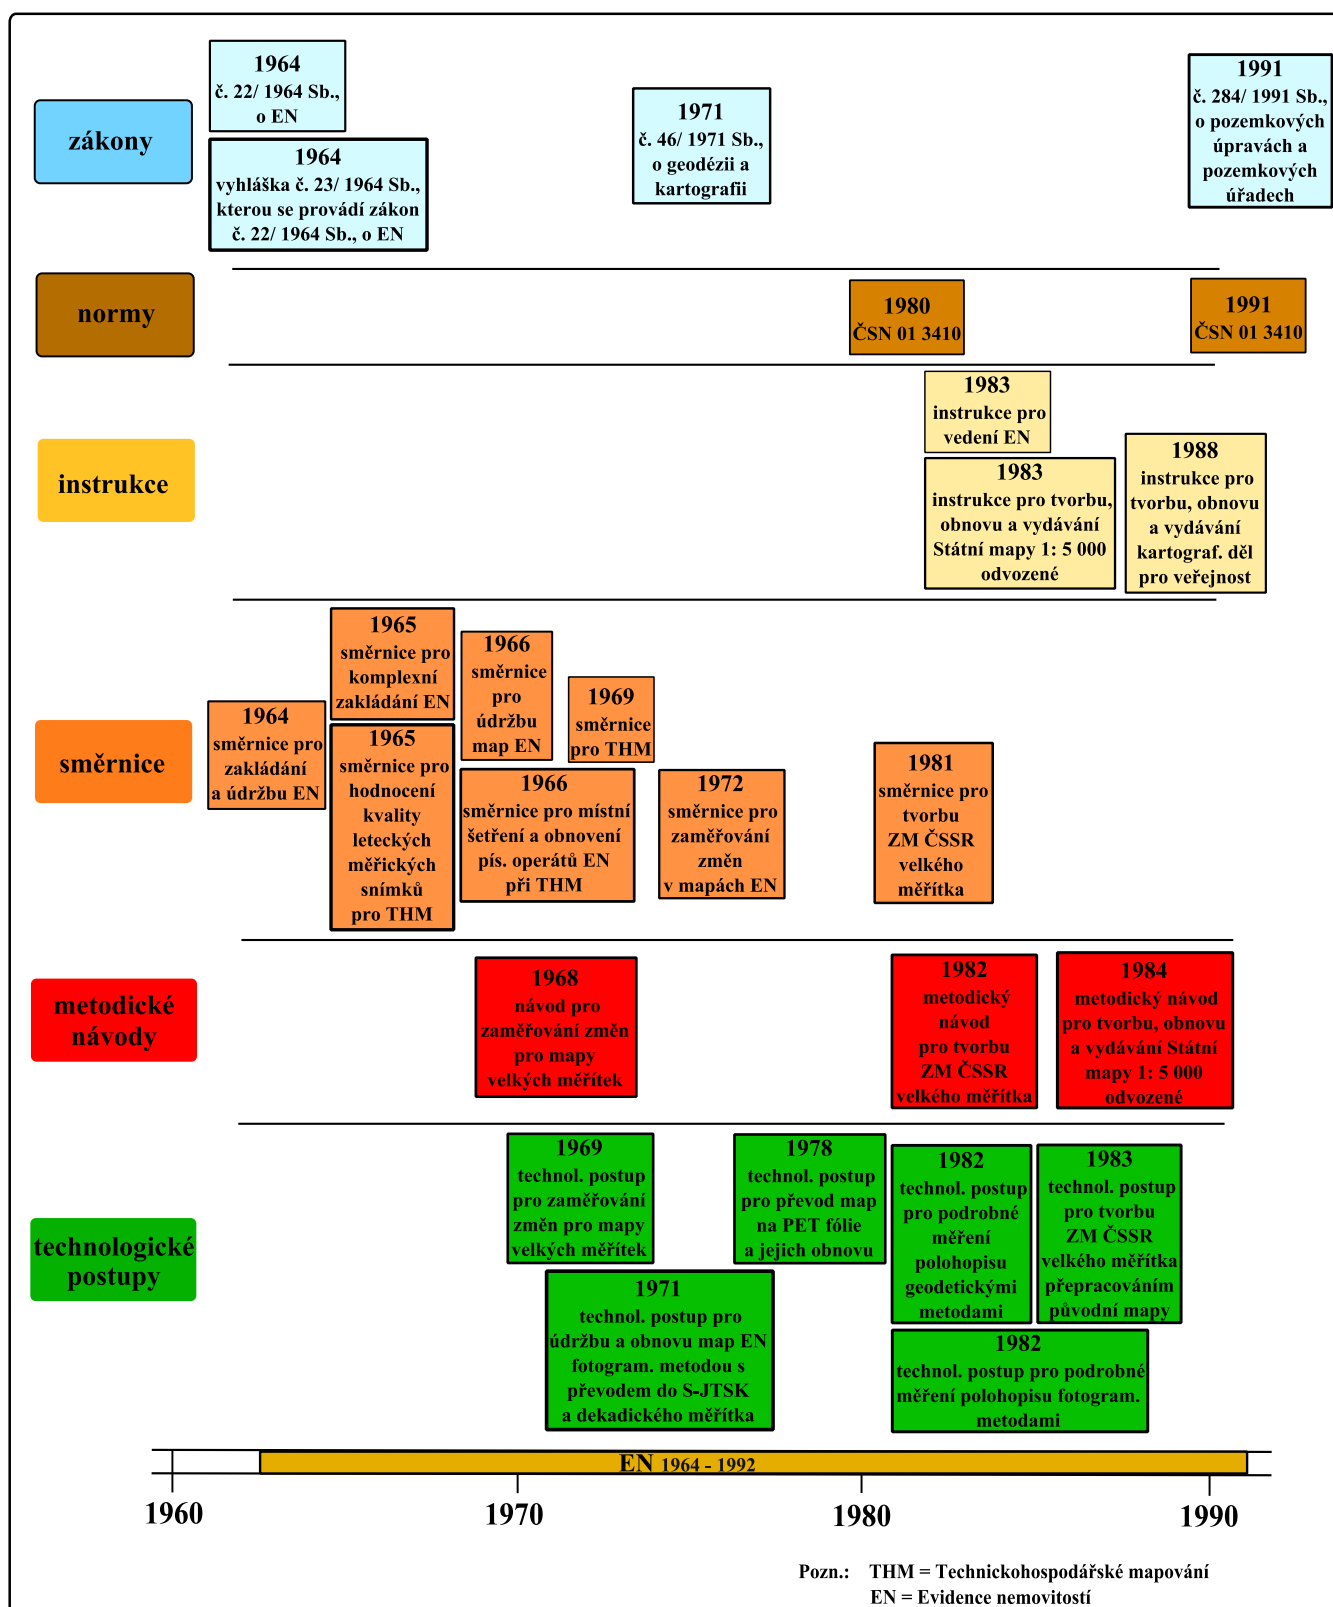 zákony
1964
č. 22/ 1964 Sb.,
o EN
1964
vyhláška č. 23/ 1964 Sb.,
kterou se provádí zákon
č. 22/ 1964 Sb., o EN
1971
č. 46/ 1971 Sb.,
o geodézii a
kartografii
1991
č. 284/ 1991 Sb.,
o pozemkových
úpravách a
pozemkových
úřadech
normy
1980
ČSN 01 3410
1991
ČSN 01 3410
instrukce
1983
instrukce pro
vedení EN
1983
instrukce pro tvorbu,
obnovu a vydávání
Státní mapy 1: 5 000
odvozené
1988
instrukce pro
tvorbu, obnovu
a vydávání
kartograf. děl
pro veřejnost
směrnice
1964
směrnice pro
zakládání
a údržbu EN
1965
směrnice pro
komplexní
zakládání EN
1965
směrnice pro
hodnocení
kvality
leteckých
měřických
snímků
pro THM
1966
směrnice
pro
údržbu
map EN
1966
směrnice pro místní
šetření a obnovení
pís. operátů EN
při THM
1969
směrnice
pro THM
1972
směrnice pro
zaměřování
změn
v mapách EN
1981
směrnice pro
tvorbu
ZM ČSSR
velkého
měřítka
metodické
návody
1968
návod pro
zaměřování změn
pro mapy
velkých měřítek
1982
metodický
návod
pro tvorbu
ZM ČSSR
velkého měřítka
1984
metodický návod
pro tvorbu, obnovu
a vydávání Státní
mapy 1: 5 000
odvozené
technologické
postupy
1969
technol. postup
pro zaměřování
změn pro mapy
velkých měřítek
1971
technol. postup pro
údržbu a obnovu map EN
fotogram. metodou s
převodem do S-JTSK
a dekadického měřítka
1978
technol. postup
pro převod map
na PET fólie
a jejich obnovu
1982
technol. postup
pro podrobné
měření
polohopisu
geodetickými
metodami
1983
technol. postup
pro tvorbu
ZM ČSSR
velkého měřítka
přepracováním
původní mapy
1982
technol. postup pro podrobné
měření polohopisu fotogram.
metodami
EN 1964 - 1992
1960
1970
1980
1990
Pozn.: THM = Technickohospodářské mapování
EN = Evidence nemovitostí